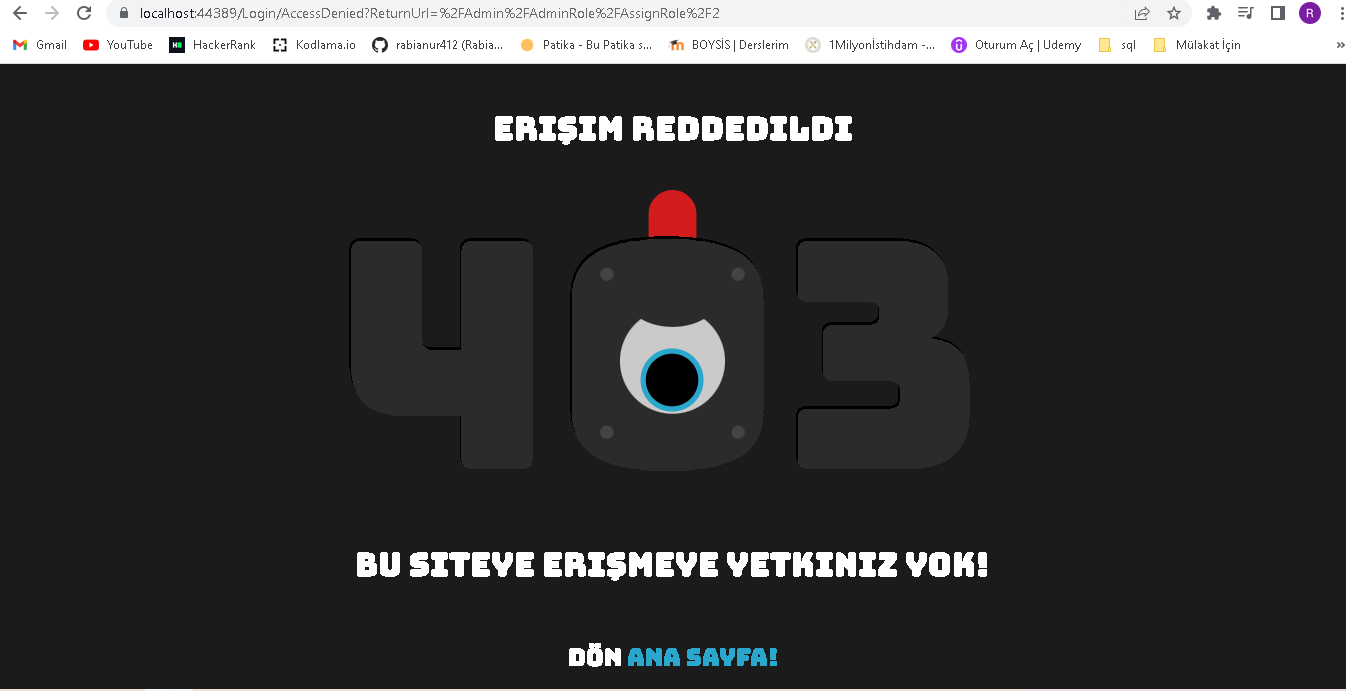 localhost:44389/Login/AccessDenied?ReturnUrl=%2FAdmin%2FAdminRole%2FAssignRole%2F2
R
Gmail YouTube HackerRank Kodlama.io rabianur412 (Rabia... Patika - Bu Patika s... BOYSİS | Derslerim 1Milyonİstihdam -... Oturum Aç | Udemy sql Mülakat İçin »
ERIŞIM REDDEDILDI
403
BU SITEYE ERIŞMEYE YETKINIZ YOK!
DÖN ANA SAYFA!